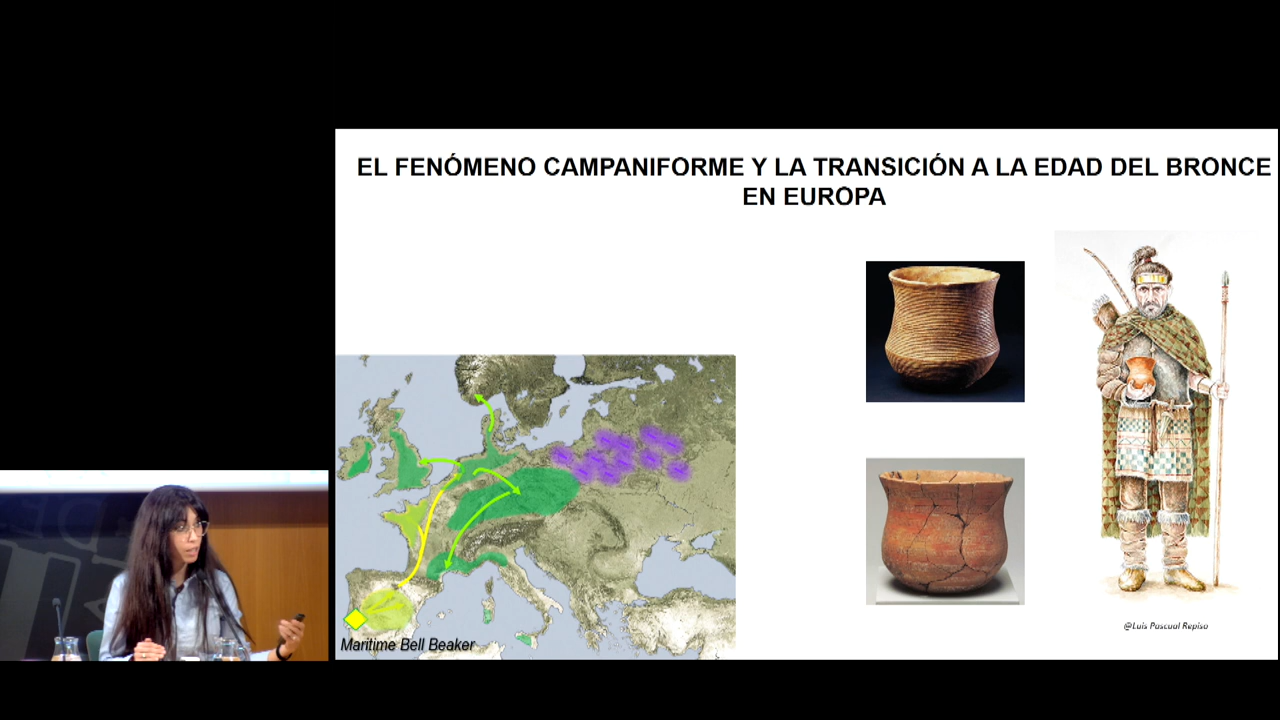 EL FENÓMENO CAMPANIFORME Y LA TRANSICIÓN A LA EDAD DEL BRONCE
EN EUROPA
Maritime Bell Beaker
@Luis Pascual Repiso